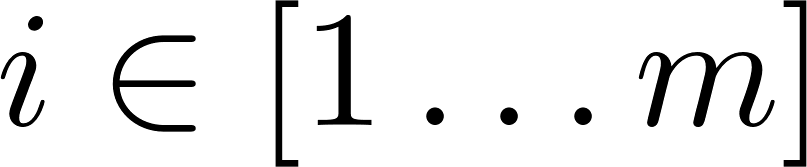 i ∈ [1 . . . m]